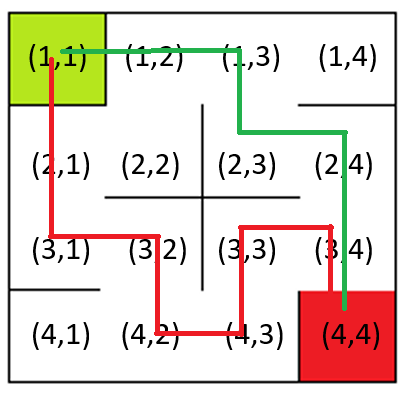 (1,1) (1,2) (1,3) (1,4)
(2,1) (2,2) (2,3) (2,4)
(3,1) (3,2) (3,3) (3,4)
(4,1) (4,2) (4,3) (4,4)